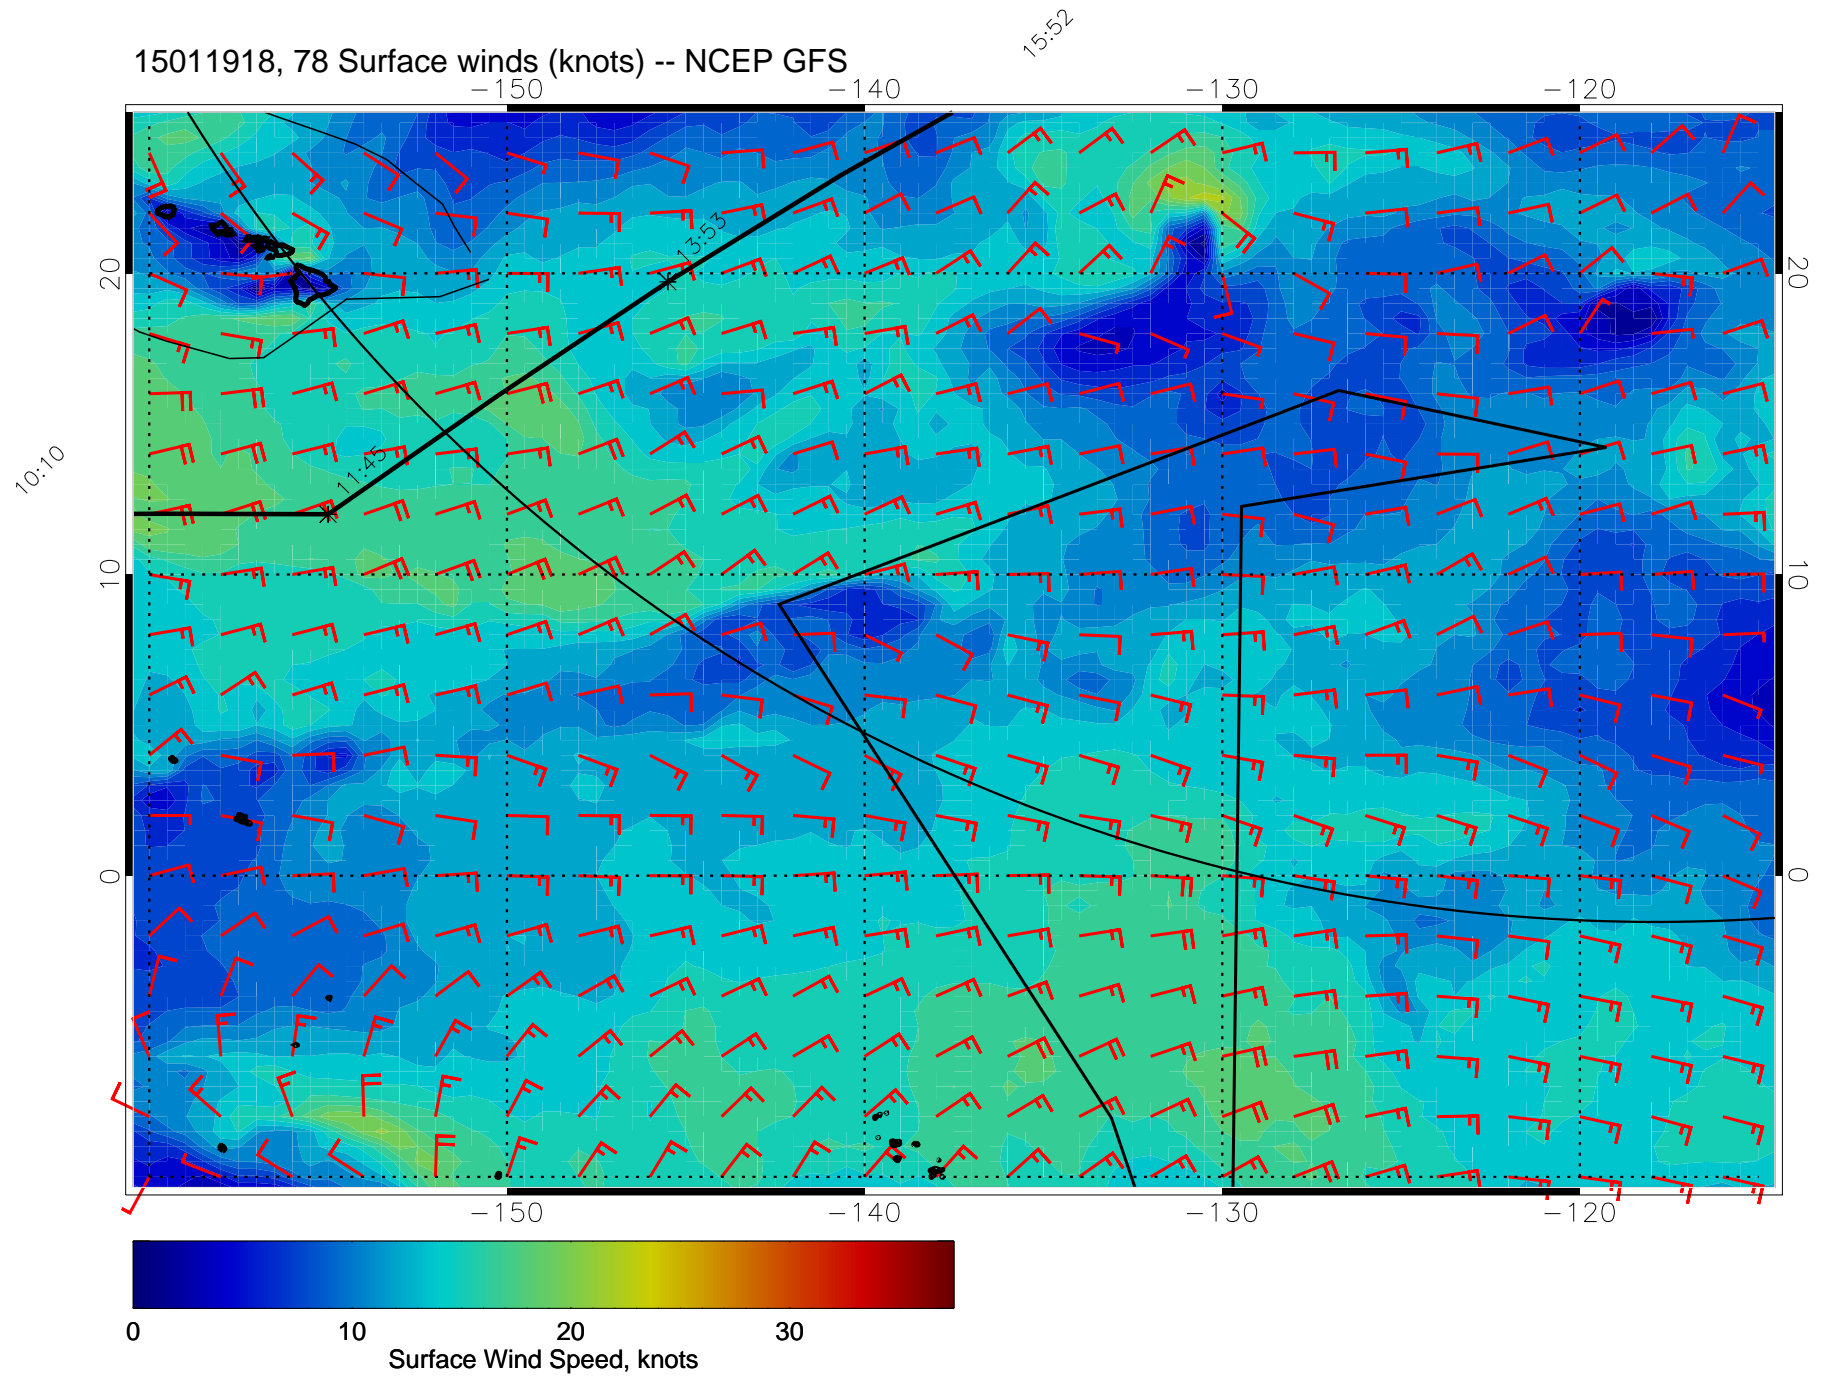 15:52
15011918, 78 Surface winds (knots) -- NCEP GFS
-150 -140 -130 -120
13:53
20 20
11:45
10:10
10 10
0 0
-150 -140 -130 -120
0 10 20 30
Surface Wind Speed, knots